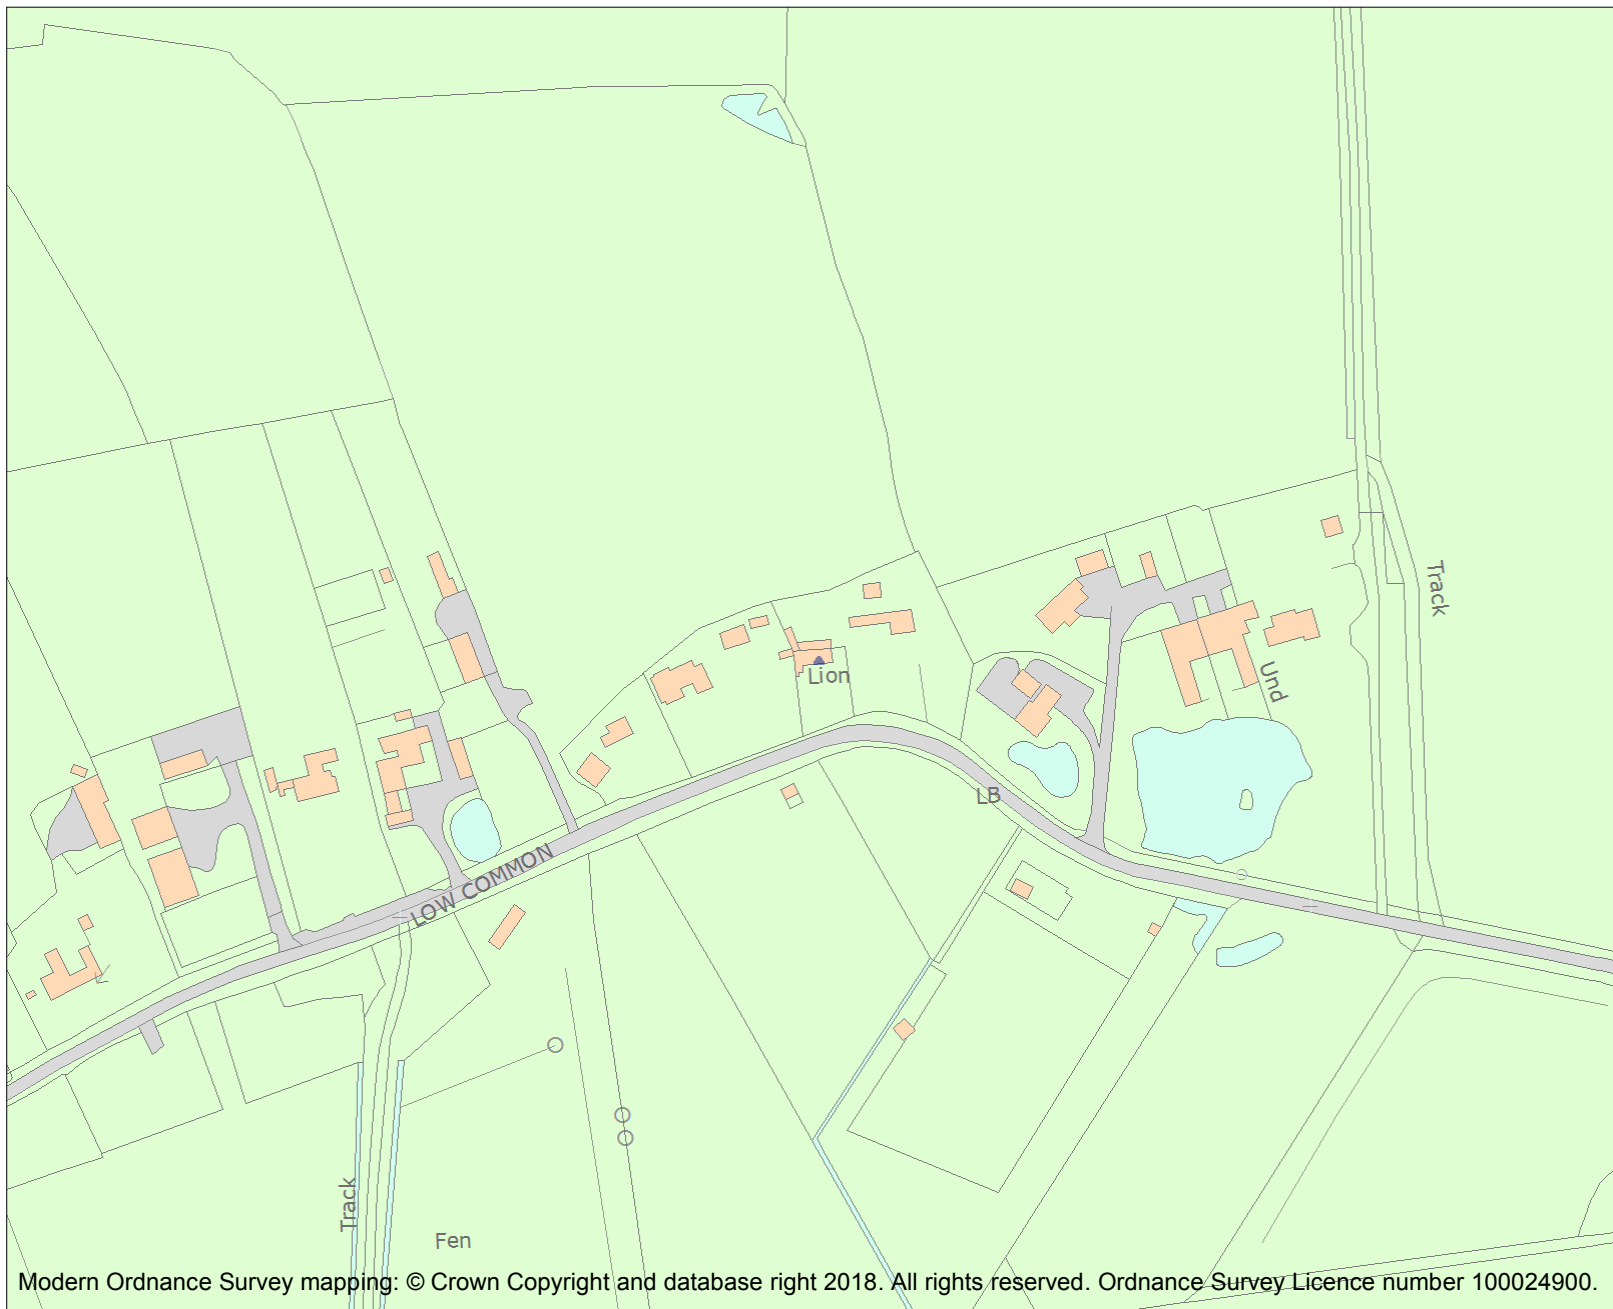 Track
Lion
Und
LB
LOW COMMON
Track
Fen
Modern Ordnance Survey mapping: © Crown Copyright and database right 2018. All rights reserved. Ordnance Survey Licence number 100024900.